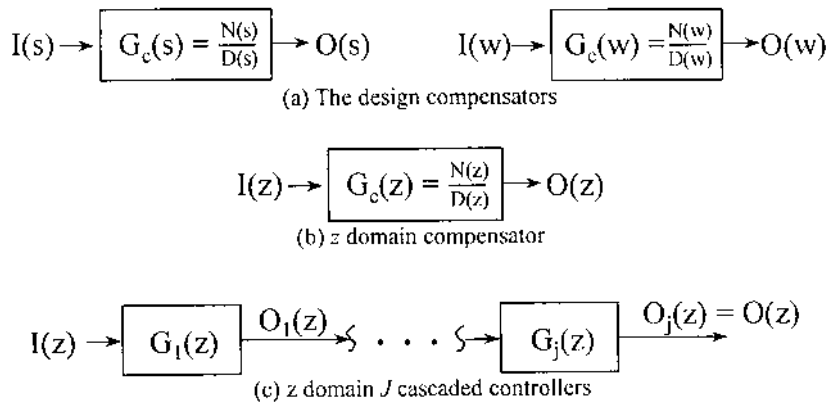 I(s) G_c(s) = N(s)/D(s) O(s) I(w) G_c(w) = N(w)/D(w) O(w)
(a) The design compensators
I(z) G_c(z) = N(z)/D(z) O(z)
(b) z domain compensator
I(z) G_1(z) O_1(z) . . . G_j(z) O_j(z) = O(z)
(c) z domain J cascaded controllers